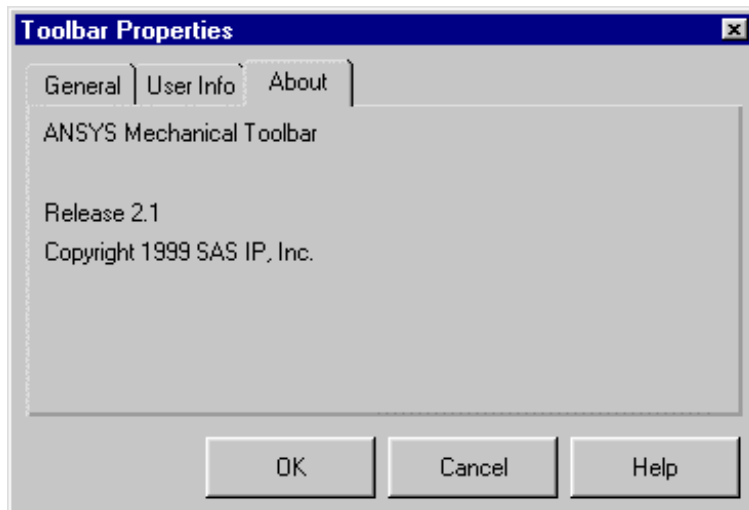 Toolbar Properties
General User Info About
ANSYS Mechanical Toolbar
Release 2.1
Copyright 1999 SAS IP, Inc.
OK Cancel Help